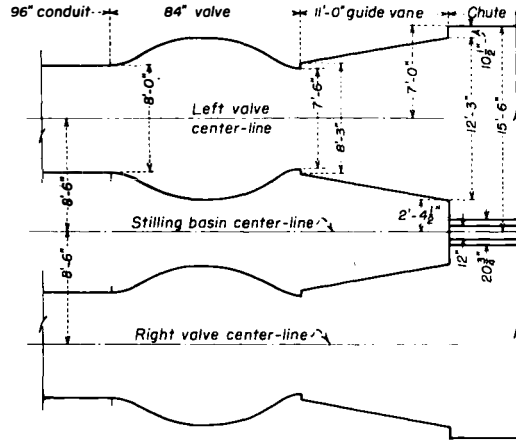 96" conduit
84" valve
11'-0" guide vane
Chute
8'-0"
7'-6"
8'-3"
7'-0"
10½"
12'-3"
15'-6"
Left valve
center-line
8'-6"
2'-4½"
Stilling basin center-line
8'-6"
12"
20¾"
Right valve center-line